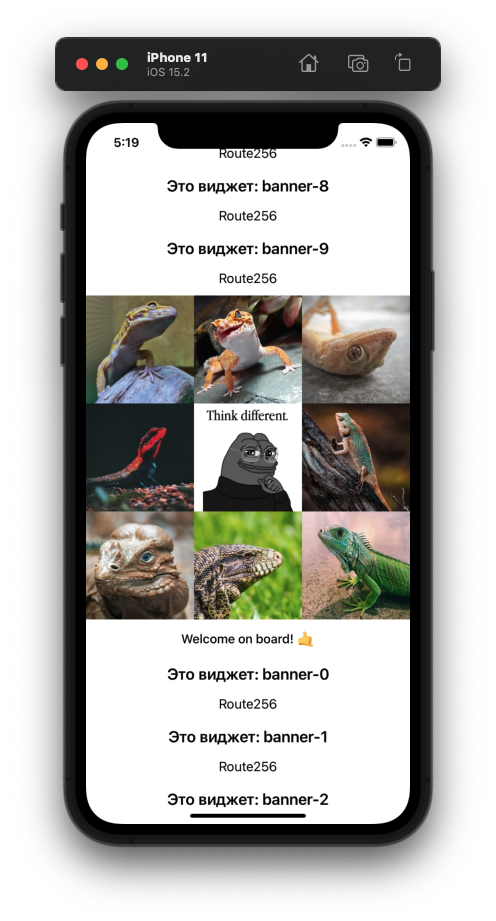 iPhone 11
iOS 15.2
5:19
Route256
Это виджет: banner-8
Route256
Это виджет: banner-9
Route256
Think different.
Welcome on board! 🤙
Это виджет: banner-0
Route256
Это виджет: banner-1
Route256
Это виджет: banner-2